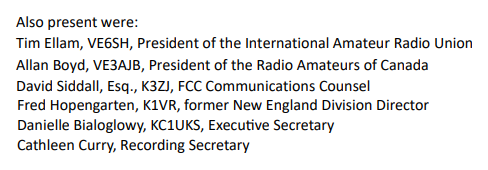 Also present were:
Tim Ellam, VE6SH, President of the International Amateur Radio Union
Allan Boyd, VE3AJB, President of the Radio Amateurs of Canada
David Siddall, Esq., K3ZJ, FCC Communications Counsel
Fred Hopengarten, K1VR, former New England Division Director
Danielle Bialoglowy, KC1UKS, Executive Secretary
Cathleen Curry, Recording Secretary